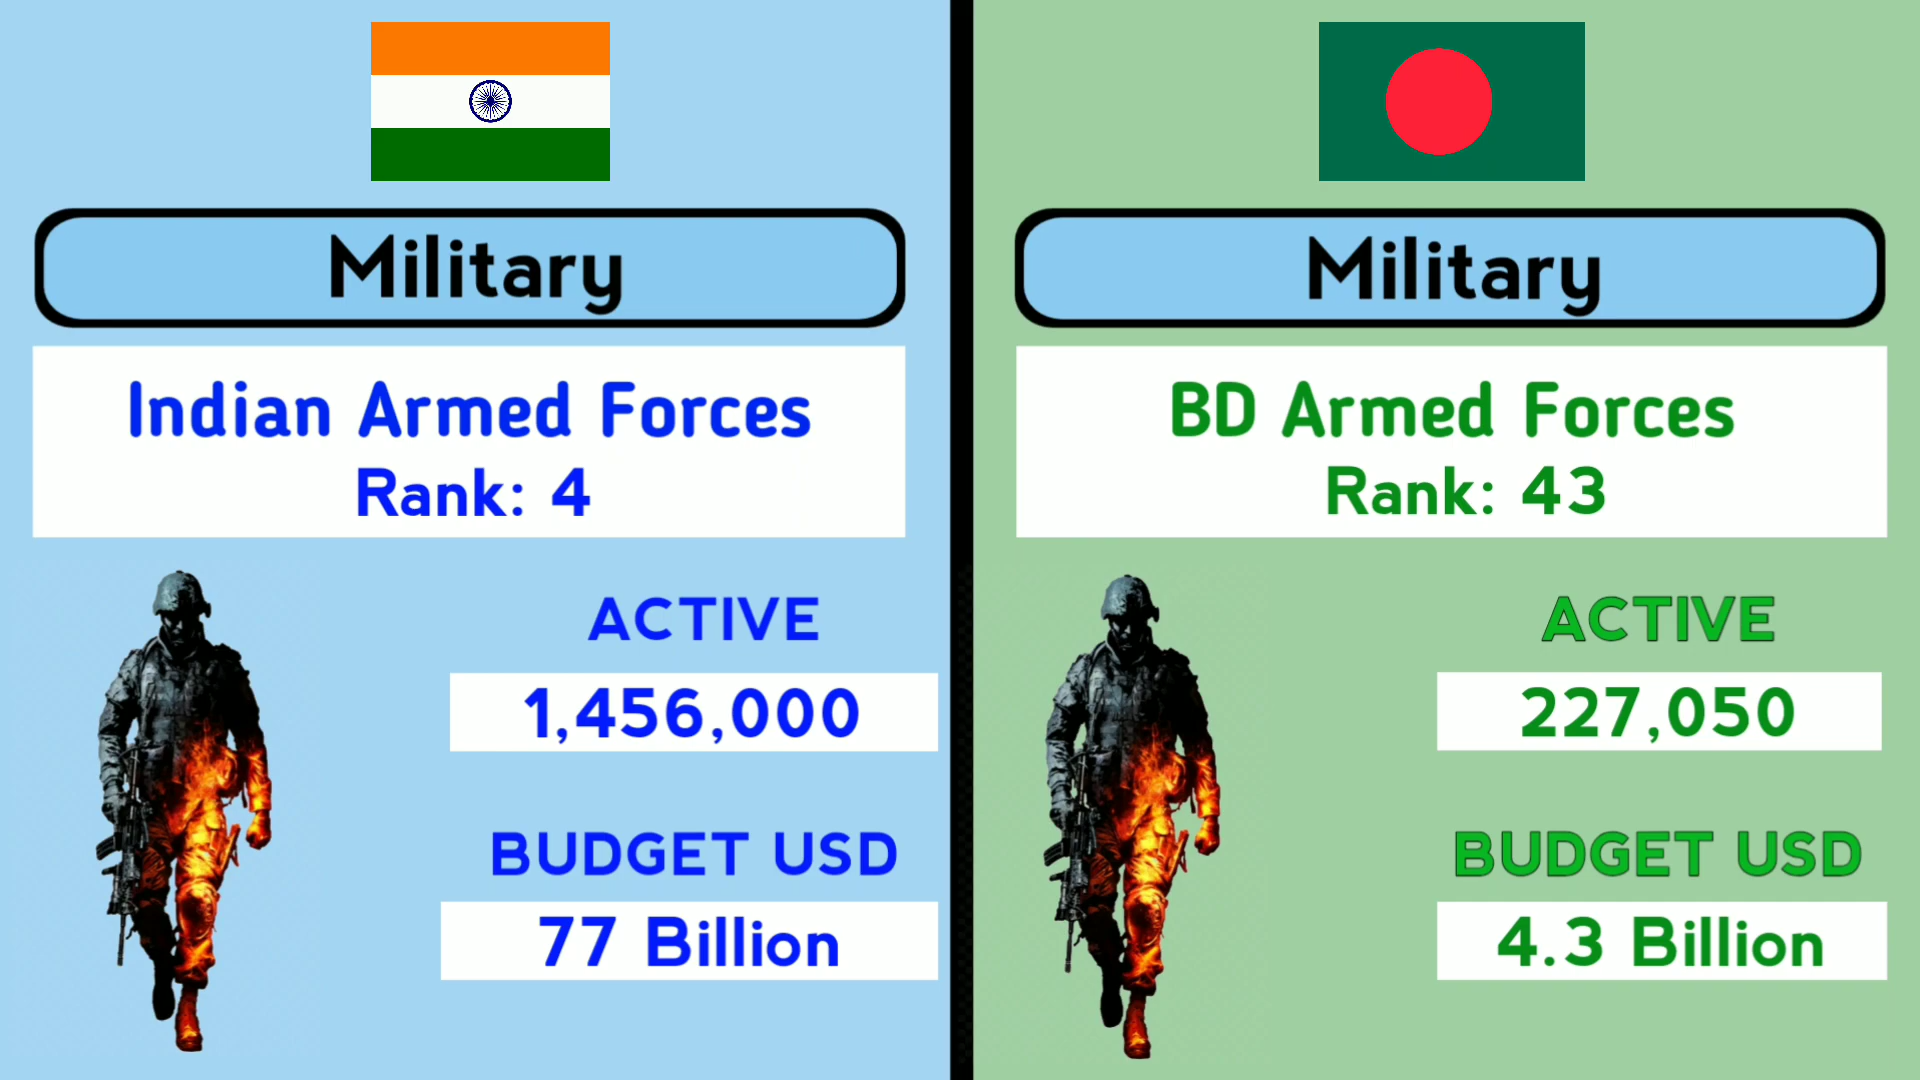 Military
Indian Armed Forces
Rank: 4
ACTIVE
1,456,000
BUDGET USD
77 Billion
Military
BD Armed Forces
Rank: 43
ACTIVE
227,050
BUDGET USD
4.3 Billion